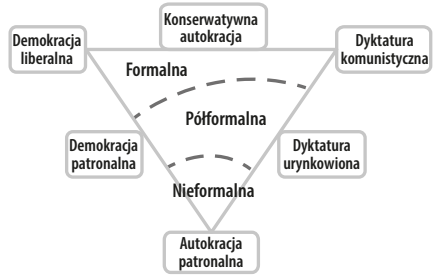 Konserwatywna
autokracja
Demokracja
liberalna
Dyktatura
komunistyczna
Formalna
Półformalna
Demokracja
patronalna
Dyktatura
urynkowiona
Nieformalna
Autokracja
patronalna